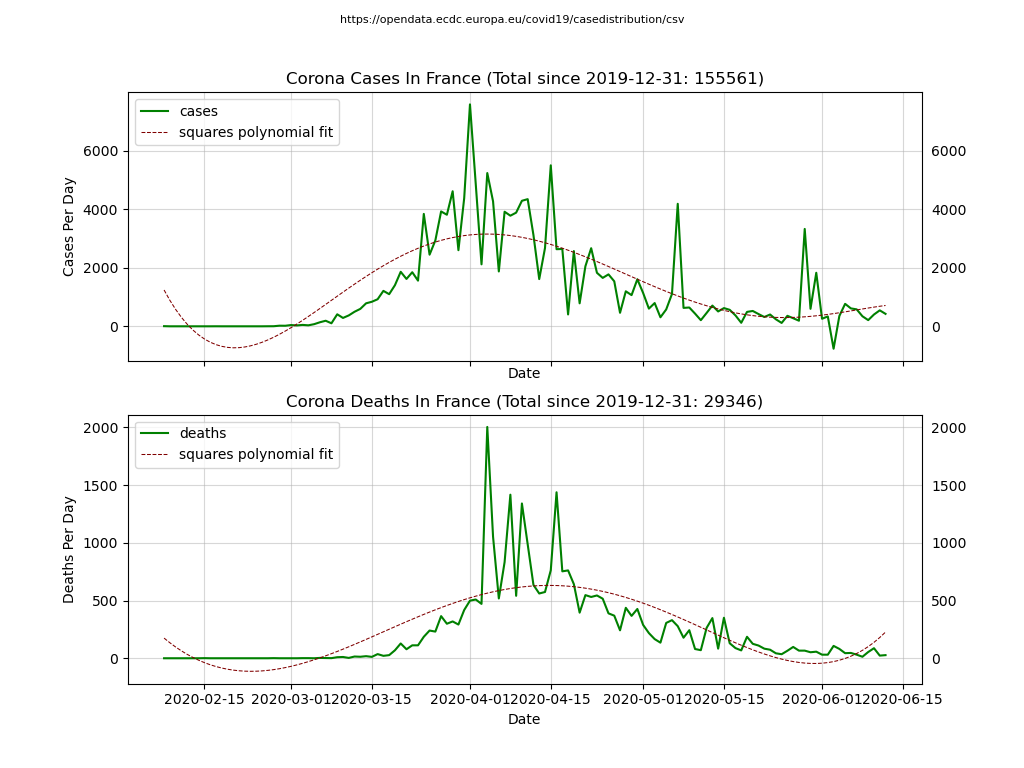 https://opendata.ecdc.europa.eu/covid19/casedistribution/csv
Corona Cases In France (Total since 2019-12-31: 155561)
cases
squares polynomial fit
Cases Per Day
6000
4000
2000
0
6000
4000
2000
0
Date
Corona Deaths In France (Total since 2019-12-31: 29346)
deaths
squares polynomial fit
Deaths Per Day
2000
1500
1000
500
0
2000
1500
1000
500
0
2020-02-15 2020-03-01 2020-03-15 2020-04-01 2020-04-15 2020-05-01 2020-05-15 2020-06-01 2020-06-15
Date